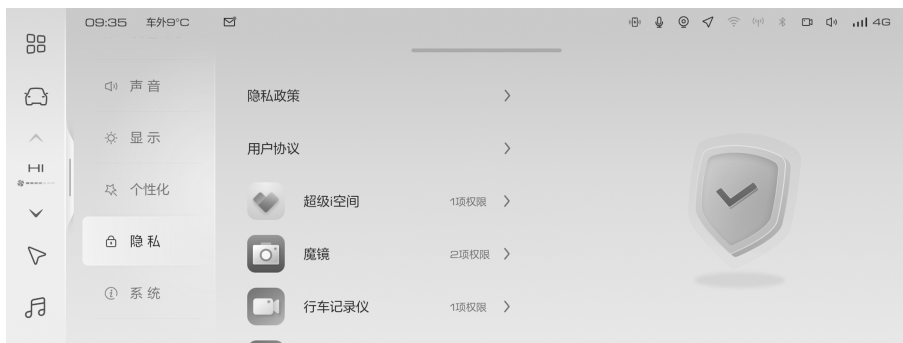 09:35 车外9°C 4G
声音
隐私政策
显示
用户协议
HI
个性化
超级i空间 1项权限
隐私
魔镜 2项权限
系统
行车记录仪 1项权限